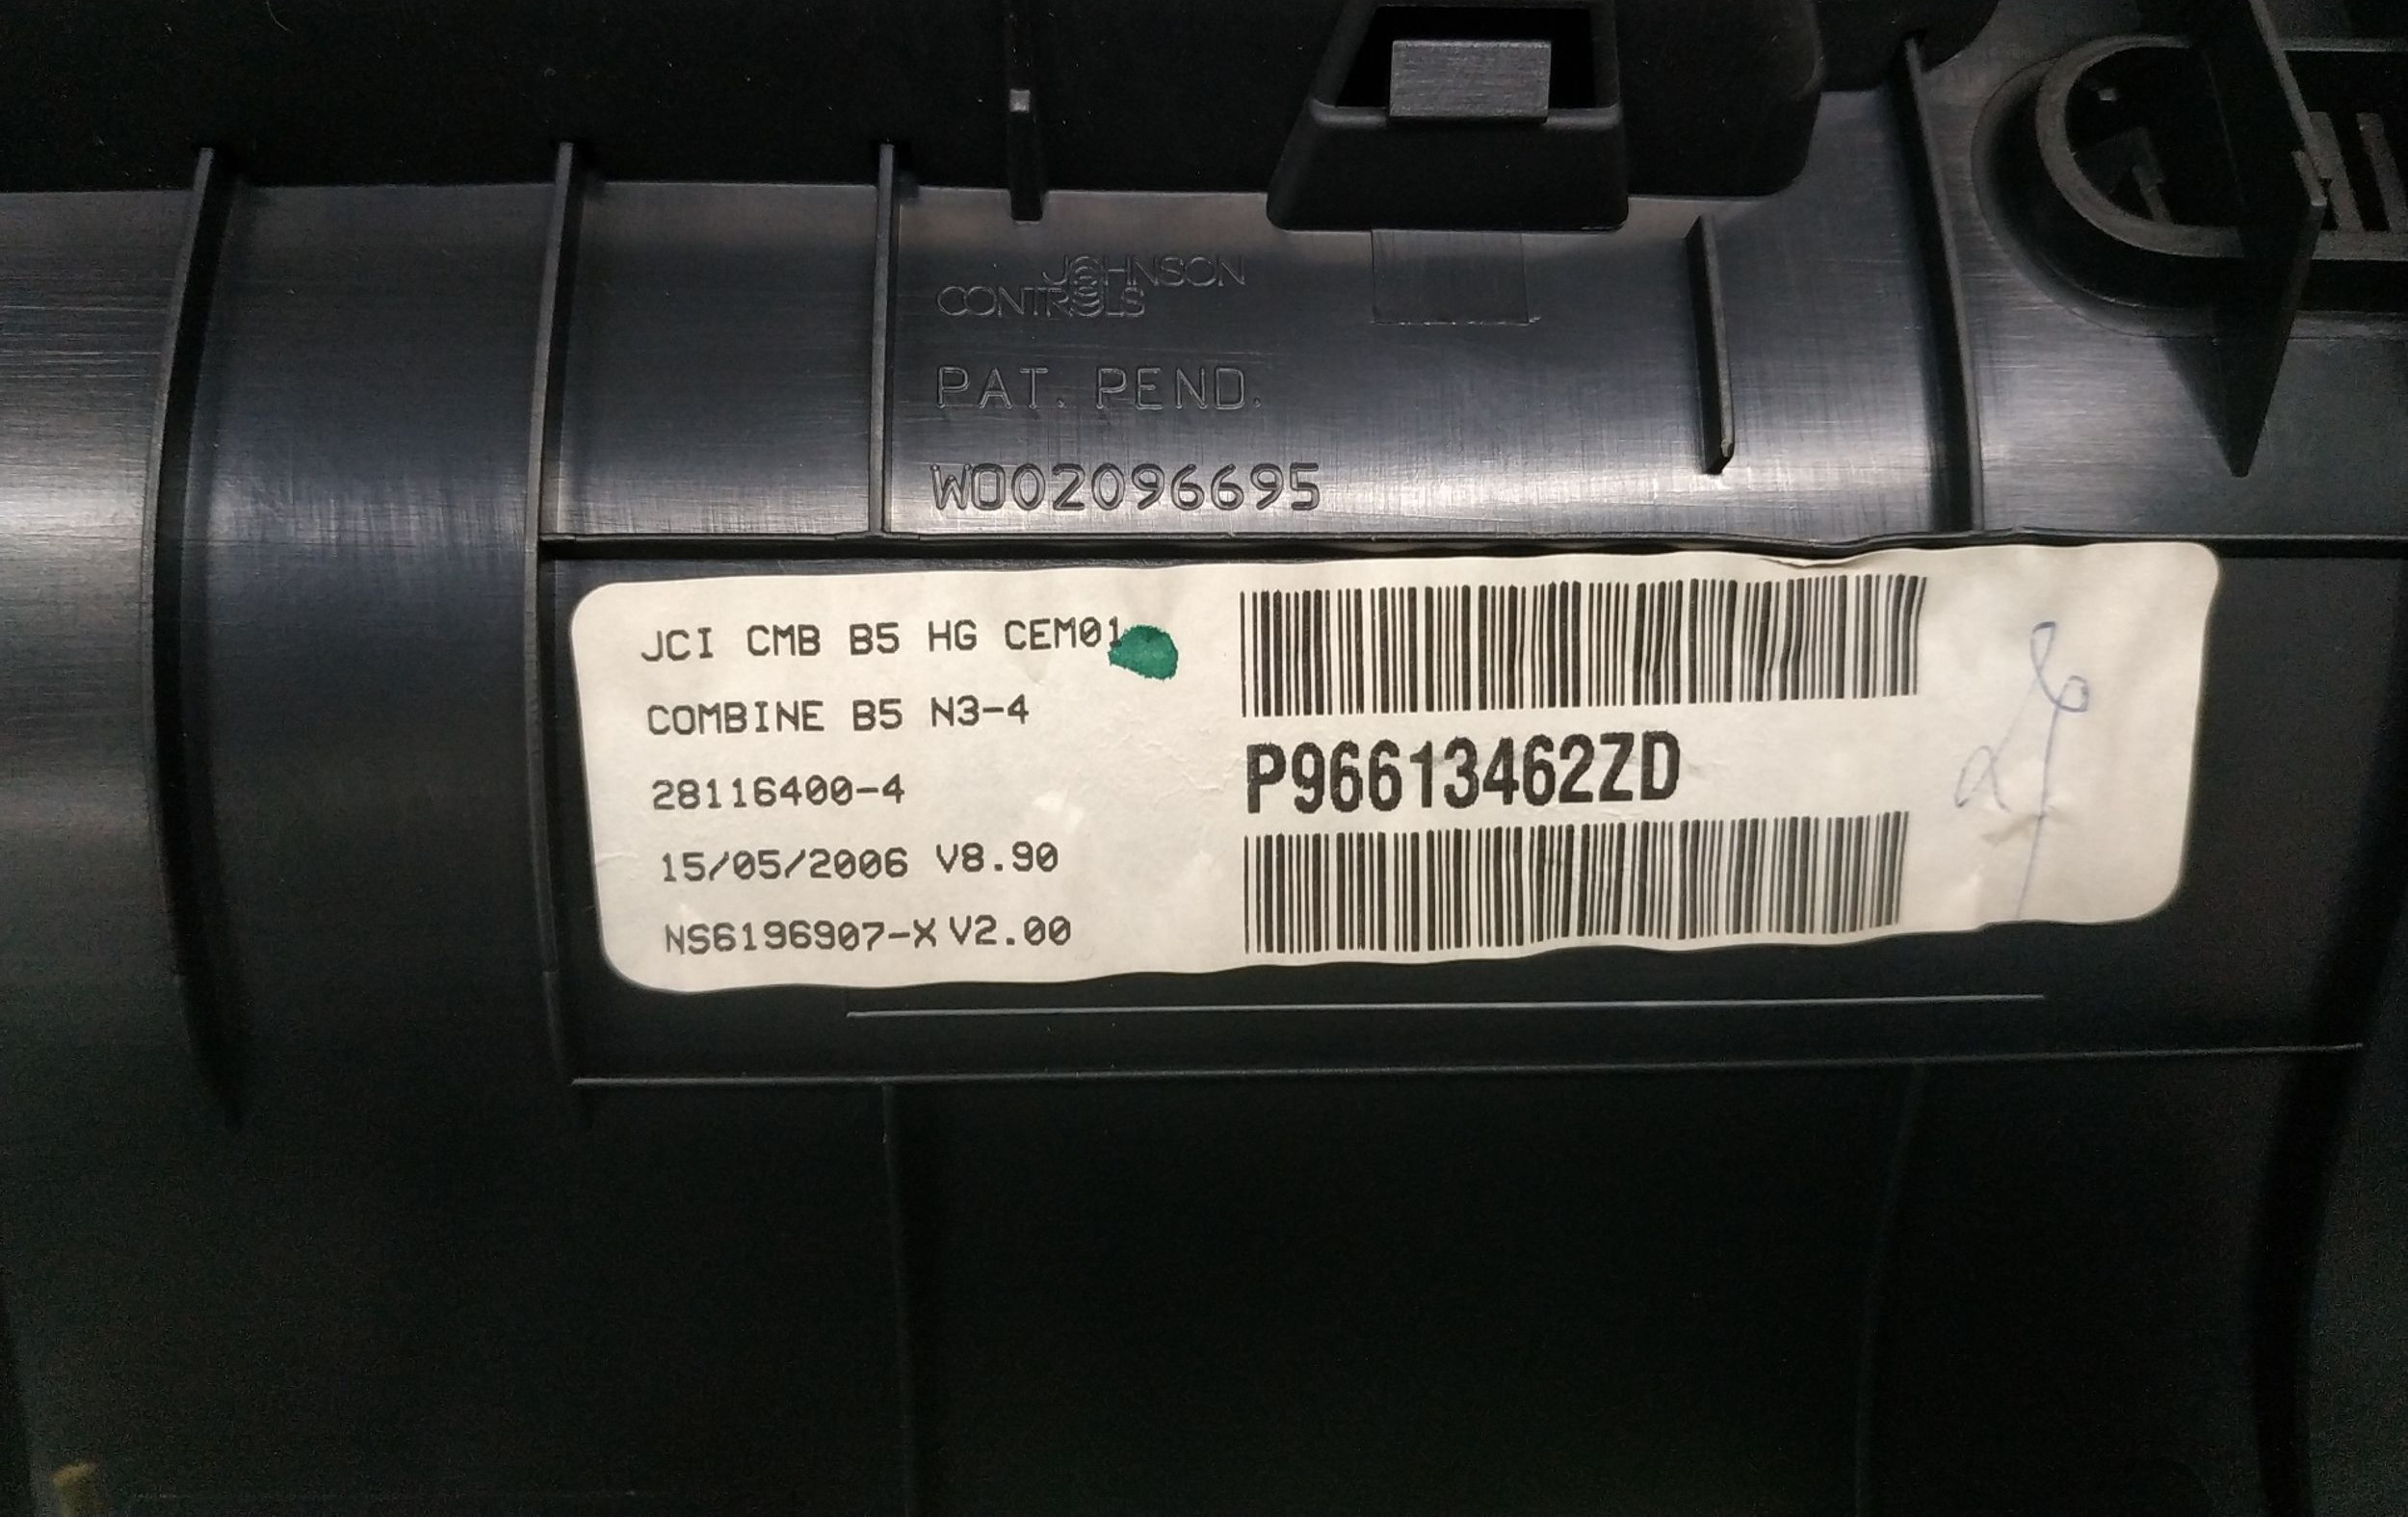 JOHNSON
CONTROLS
PAT. PEND.
WO02096695
JCI CMB B5 HG CEM01
COMBINE B5 N3-4
28116400-4
15/05/2006 V8.90
NS6196907-X V2.00
P96613462ZD